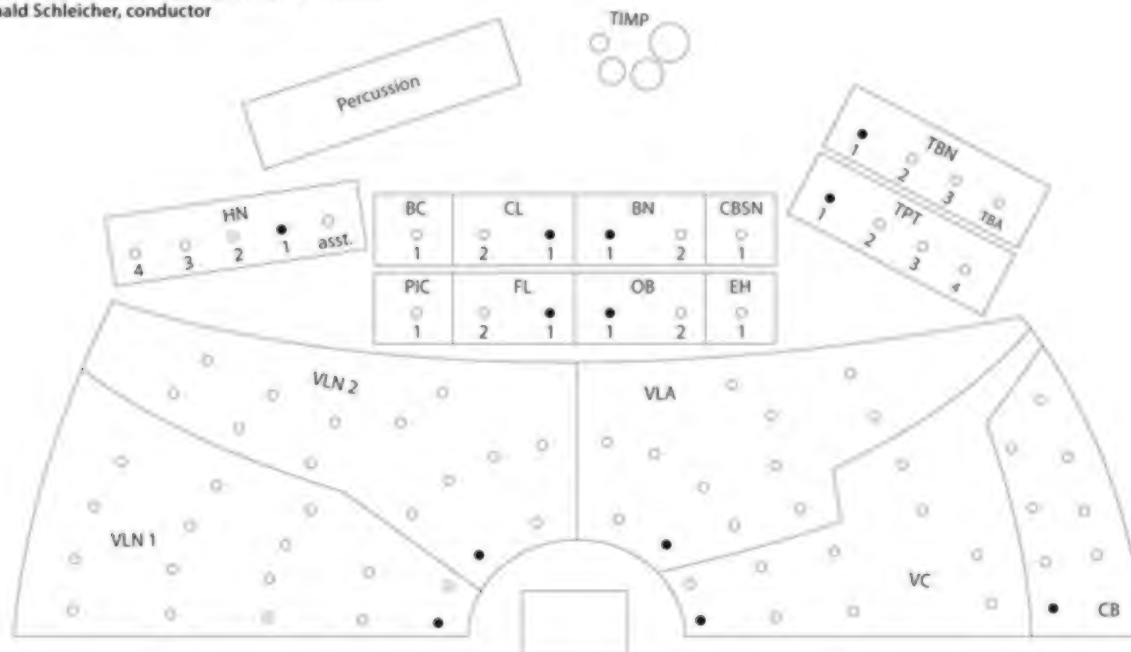 TIMP
Percussion
TBN
1 2 3 TBA
TPT
1 2 3 4
HN
4 3 2 1 asst.
BC CL BN CBSN
1 2 1 1 2 1
PIC FL OB EH
1 2 1 1 2 1
VLN 2
VLA
VLN 1
VC
CB
Schleicher, conductor